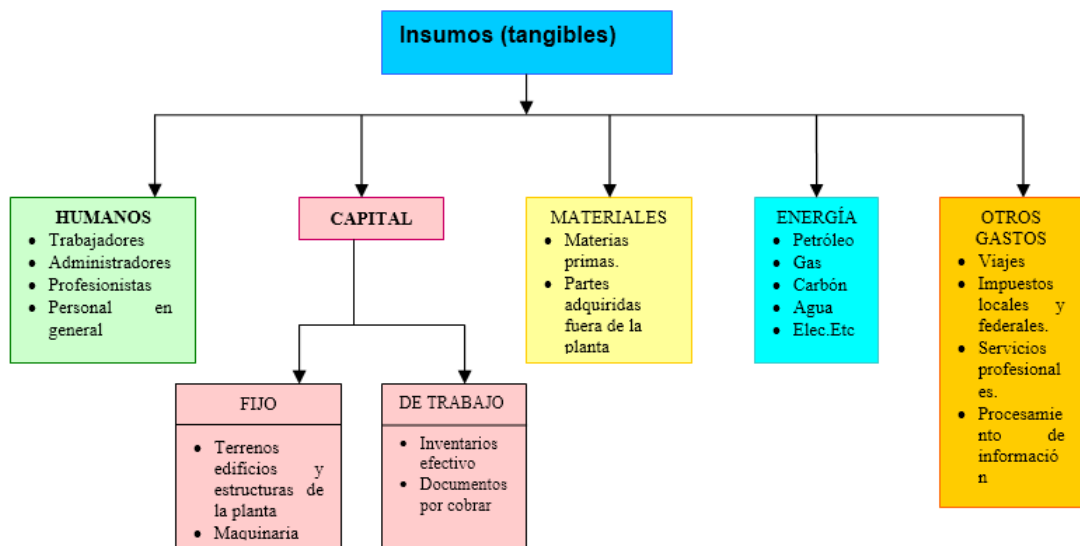 Insumos (tangibles)
HUMANOS
• Trabajadores
• Administradores
• Profesionistas
• Personal en
general
CAPITAL
MATERIALES
• Materias
primas.
• Partes
adquiridas
fuera de la
planta
ENERGÍA
• Petróleo
• Gas
• Carbón
• Agua
• Elec.Etc
OTROS
GASTOS
• Viajes
• Impuestos
locales y
federales.
• Servicios
profesional
es.
• Procesamie
nto de
informació
n
FIJO
• Terrenos
edificios y
estructuras de
la planta
• Maquinaria
DE TRABAJO
• Inventarios
efectivo
• Documentos
por cobrar